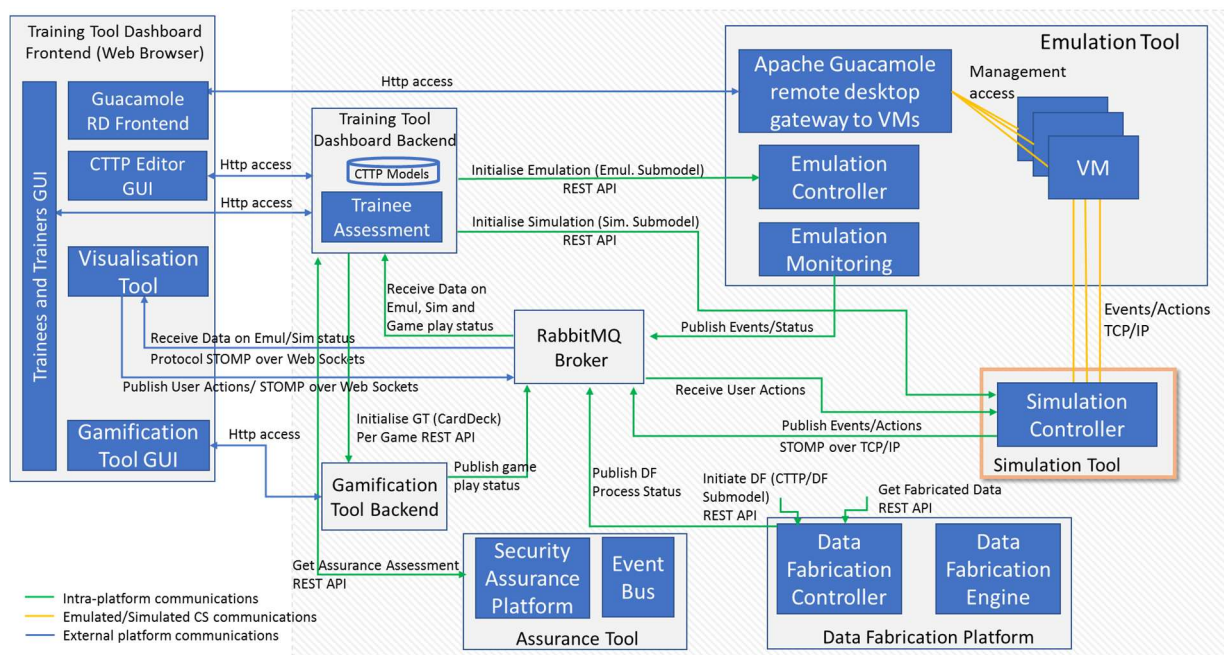 Training Tool Dashboard
Frontend (Web Browser)
Trainees and Trainers GUI
Guacamole
RD Frontend
CTTP Editor
GUI
Visualisation
Tool
Gamification
Tool GUI
Http access
Http access
Http access
Http access
Training Tool
Dashboard Backend
CTTP Models
Trainee
Assessment
Emulation Tool
Apache Guacamole
remote desktop
gateway to VMs
Management
access
VM
Emulation
Controller
Emulation
Monitoring
Initialise Emulation (Emul. Submodel)
REST API
Initialise Simulation (Sim. Submodel)
REST API
Receive Data on
Emul, Sim and
Game play status
Publish Events/Status
Events/Actions
TCP/IP
RabbitMQ
Broker
Receive Data on Emul/Sim status
Protocol STOMP over Web Sockets
Publish User Actions/ STOMP over Web Sockets
Receive User Actions
Publish Events/Actions
STOMP over TCP/IP
Simulation
Controller
Simulation Tool
Initialise GT (CardDeck)
Per Game REST API
Publish game
play status
Gamification
Tool Backend
Publish DF
Process Status
Initiate DF (CTTP/DF
Submodel)
REST API
Get Fabricated Data
REST API
Data
Fabrication
Controller
Data
Fabrication
Engine
Data Fabrication Platform
Get Assurance Assessment
REST API
Security
Assurance
Platform
Event
Bus
Assurance Tool
Intra-platform communications
Emulated/Simulated CS communications
External platform communications